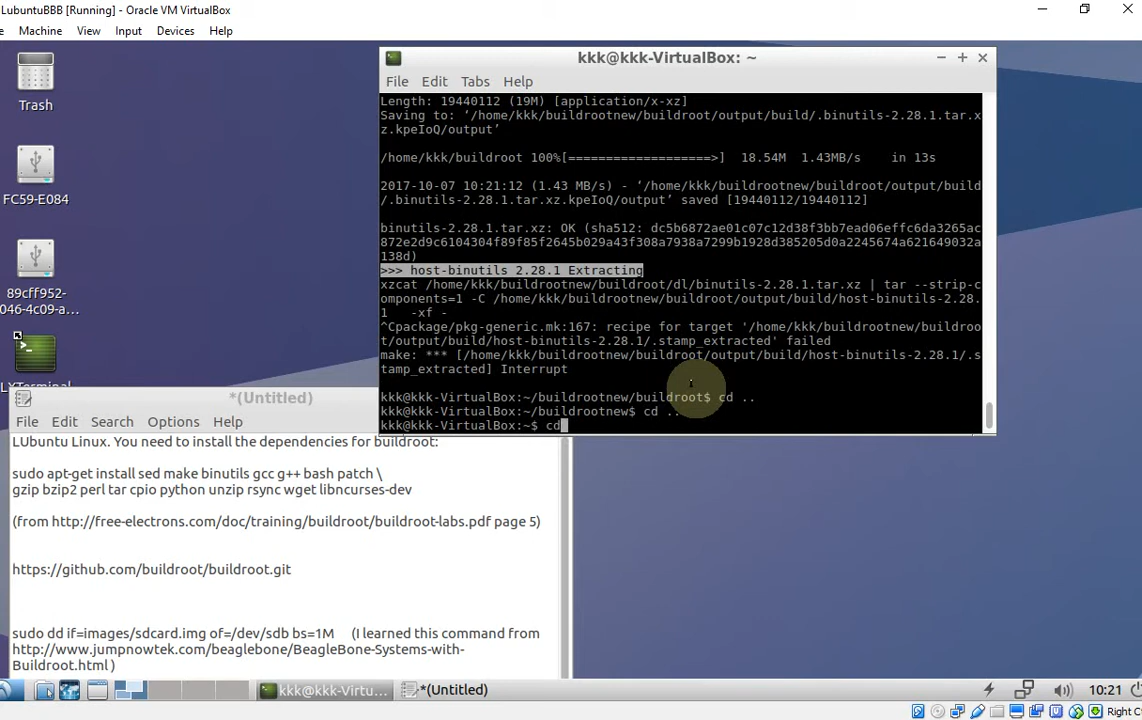 LubuntuBBB [Running] - Oracle VM VirtualBox
Machine View Input Devices Help
Trash
FC59-E084
89cff952-
046-4c09-a...
LXTerminal
kkk@kkk-VirtualBox: ~
File Edit Tabs Help
Length: 19440112 (19M) [application/x-xz]
Saving to: ‘/home/kkk/buildrootnew/buildroot/output/build/.binutils-2.28.1.tar.x
z.kpeIoQ/output’
/home/kkk/buildroot 100%[===================>] 18.54M 1.43MB/s in 13s
2017-10-07 10:21:12 (1.43 MB/s) - ‘/home/kkk/buildrootnew/buildroot/output/build
/.binutils-2.28.1.tar.xz.kpeIoQ/output’ saved [19440112/19440112]
binutils-2.28.1.tar.xz: OK (sha512: dc5b6872ae01c07c12d38f3bb7ead06effc6da3265ac
872e2d9c6104304f89f85f2645b029a43f308a7938a7299b1928d385205d0a2245674a621649032a
138d)
>>> host-binutils 2.28.1 Extracting
xzcat /home/kkk/buildrootnew/buildroot/dl/binutils-2.28.1.tar.xz | tar --strip-c
omponents=1 -C /home/kkk/buildrootnew/buildroot/output/build/host-binutils-2.28.
1 -xf -
^Cpackage/pkg-generic.mk:167: recipe for target '/home/kkk/buildrootnew/buildroo
t/output/build/host-binutils-2.28.1/.stamp_extracted' failed
make: *** [/home/kkk/buildrootnew/buildroot/output/build/host-binutils-2.28.1/.s
tamp_extracted] Interrupt
kkk@kkk-VirtualBox:~/buildrootnew/buildroot$ cd ..
kkk@kkk-VirtualBox:~/buildrootnew$ cd ..
kkk@kkk-VirtualBox:~$ cd
*(Untitled)
File Edit Search Options Help
LUbuntu Linux. You need to install the dependencies for buildroot:
sudo apt-get install sed make binutils gcc g++ bash patch \
gzip bzip2 perl tar cpio python unzip rsync wget libncurses-dev
(from http://free-electrons.com/doc/training/buildroot/buildroot-labs.pdf page 5)
https://github.com/buildroot/buildroot.git
sudo dd if=images/sdcard.img of=/dev/sdb bs=1M (I learned this command from
http://www.jumpnowtek.com/beaglebone/BeagleBone-Systems-with-
Buildroot.html )
kkk@kkk-Virtu... *(Untitled) 10:21
Right C